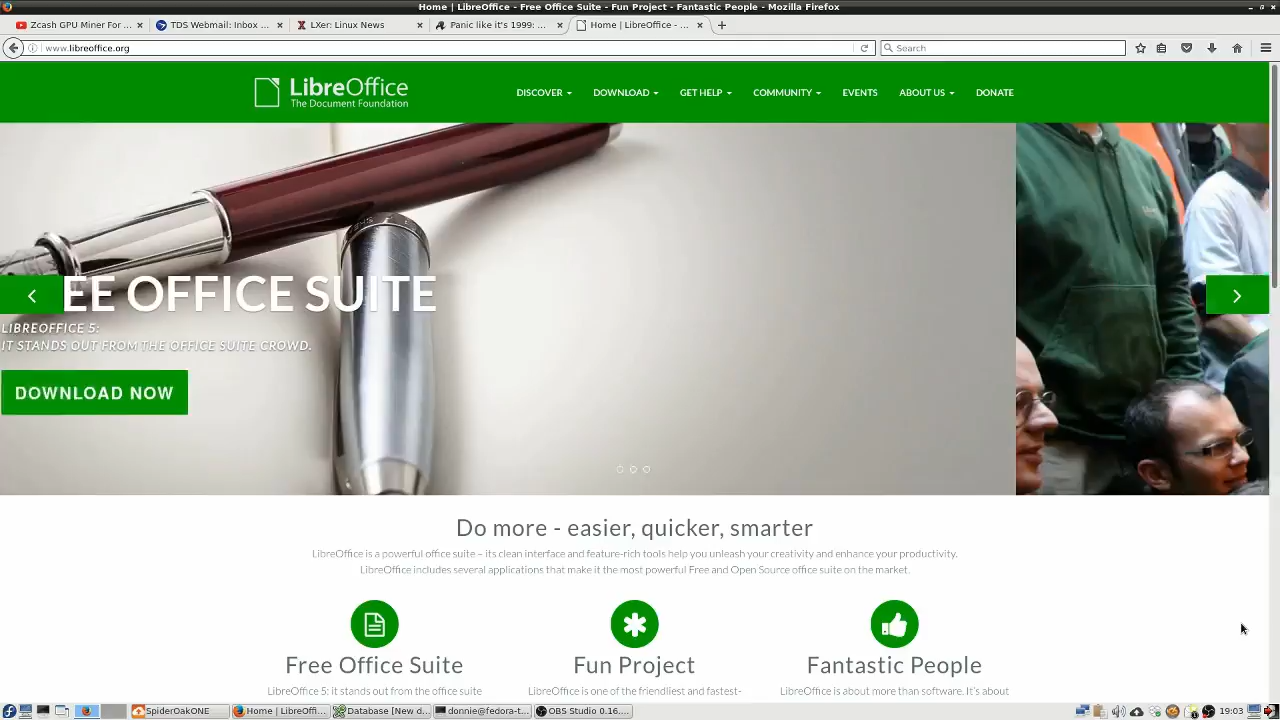 Home | LibreOffice - Free Office Suite - Fun Project - Fantastic People - Mozilla Firefox
Zcash GPU Miner For ...
TDS Webmail: Inbox ...
LXer: Linux News
Panic like it's 1999: ...
Home | LibreOffice - ...
www.libreoffice.org
Search
LibreOffice
The Document Foundation
DISCOVER
DOWNLOAD
GET HELP
COMMUNITY
EVENTS
ABOUT US
DONATE
EE OFFICE SUITE
LIBREOFFICE 5:
IT STANDS OUT FROM THE OFFICE SUITE CROWD.
DOWNLOAD NOW
Do more - easier, quicker, smarter
LibreOffice is a powerful office suite – its clean interface and feature-rich tools help you unleash your creativity and enhance your productivity.
LibreOffice includes several applications that make it the most powerful Free and Open Source office suite on the market.
Free Office Suite
Fun Project
Fantastic People
LibreOffice 5: it stands out from the office suite
LibreOffice is one of the friendliest and fastest-
LibreOffice is about more than software. It's about
SpiderOakONE
Home | LibreOffi...
Database [New d...
donnie@fedora-t...
OBS Studio 0.16....
19:03